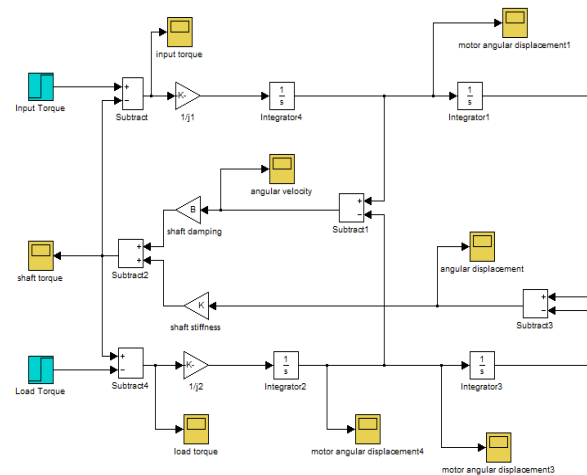 motor angular displacement1
input torque
Input Torque
+
−
Subtract
-K-
1/j1
1
s
Integrator4
1
s
Integrator1
angular velocity
B
shaft damping
+
−
Subtract1
shaft torque
+
+
Subtract2
angular displacement
K
shaft stiffness
+
−
Subtract3
Load Torque
+
−
Subtract4
-K-
1/j2
1
s
Integrator2
1
s
Integrator3
load torque
motor angular displacement4
motor angular displacement3